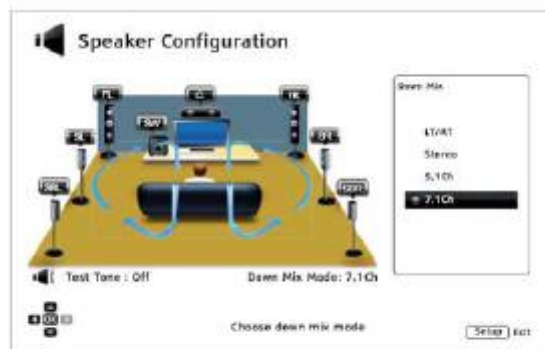 Speaker Configuration
Down Mix
FL
C
FR
SW
SL
SR
LT/RT
Stereo
5.1Ch
7.1Ch
SBL
SBR
Test Tone : Off
Down Mix Mode: 7.1Ch
OK
Choose down mix mode
Setup Exit